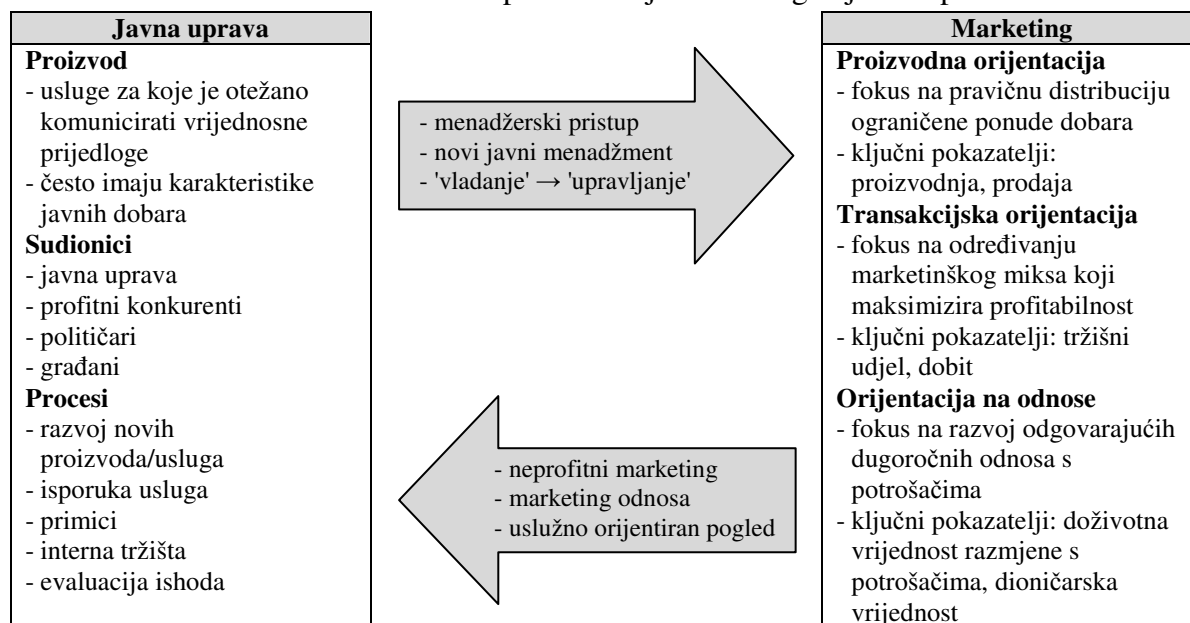 Javna uprava
Proizvod
- usluge za koje je otežano
komunicirati vrijednosne
prijedloge
- često imaju karakteristike
javnih dobara
Sudionici
- javna uprava
- profitni konkurenti
- političari
- građani
Procesi
- razvoj novih
proizvoda/usluga
- isporuka usluga
- primici
- interna tržišta
- evaluacija ishoda
- menadžerski pristup
- novi javni menadžment
- 'vladanje' → 'upravljanje'
- neprofitni marketing
- marketing odnosa
- uslužno orijentiran pogled
Marketing
Proizvodna orijentacija
- fokus na pravičnu distribuciju
ograničene ponude dobara
- ključni pokazatelji:
proizvodnja, prodaja
Transakcijska orijentacija
- fokus na određivanju
marketinškog miksa koji
maksimizira profitabilnost
- ključni pokazatelji: tržišni
udjel, dobit
Orijentacija na odnose
- fokus na razvoj odgovarajućih
dugoročnih odnosa s
potrošačima
- ključni pokazatelji: doživotna
vrijednost razmjene s
potrošačima, dioničarska
vrijednost